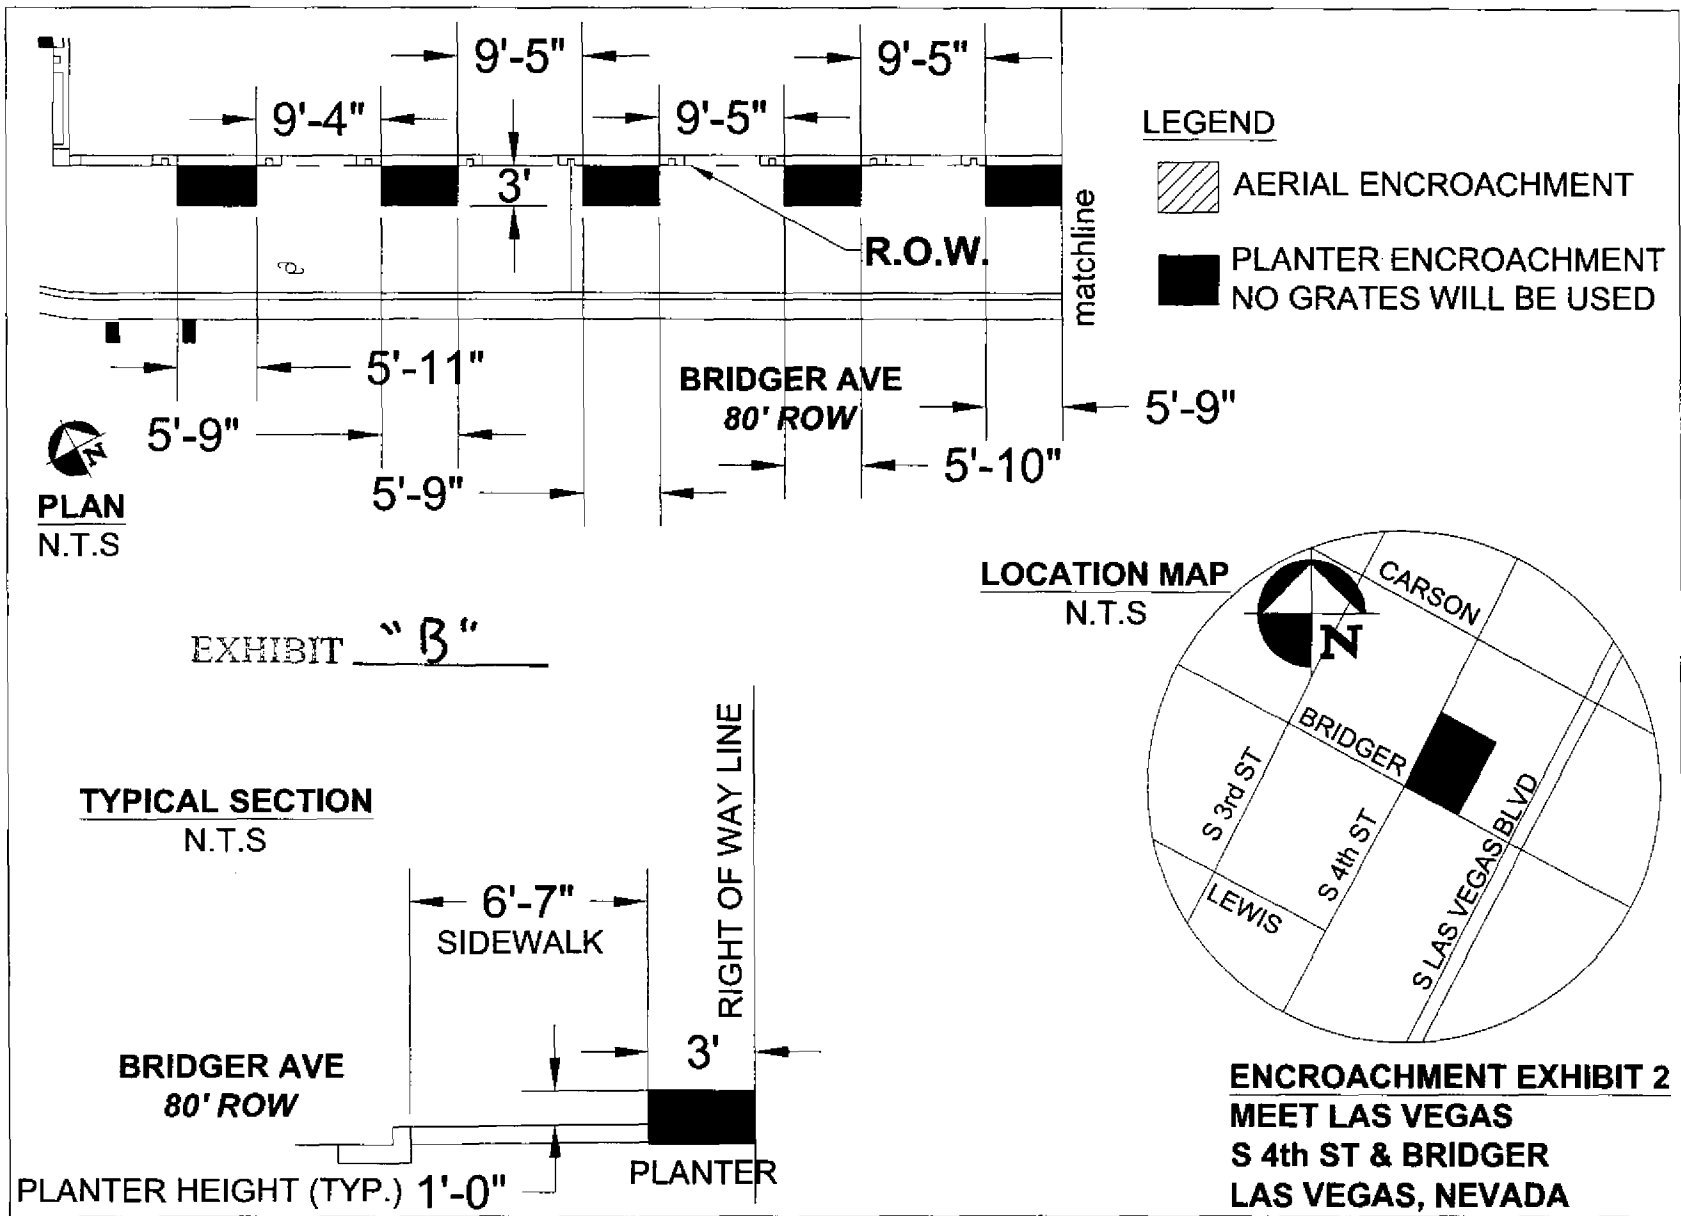 9'-5"
9'-5"
9'-4"
9'-5"
3'
R.O.W.
matchline
LEGEND
AERIAL ENCROACHMENT
PLANTER ENCROACHMENT
NO GRATES WILL BE USED
5'-11"
BRIDGER AVE
80' ROW
5'-9"
5'-9"
5'-10"
5'-9"
N
PLAN
N.T.S
LOCATION MAP
N.T.S
N
CARSON
BRIDGER
S 3rd ST
S 4th ST
S LAS VEGAS BLVD
LEWIS
EXHIBIT "B"
TYPICAL SECTION
N.T.S
RIGHT OF WAY LINE
6'-7"
SIDEWALK
3'
BRIDGER AVE
80' ROW
PLANTER
PLANTER HEIGHT (TYP.) 1'-0"
ENCROACHMENT EXHIBIT 2
MEET LAS VEGAS
S 4th ST & BRIDGER
LAS VEGAS, NEVADA